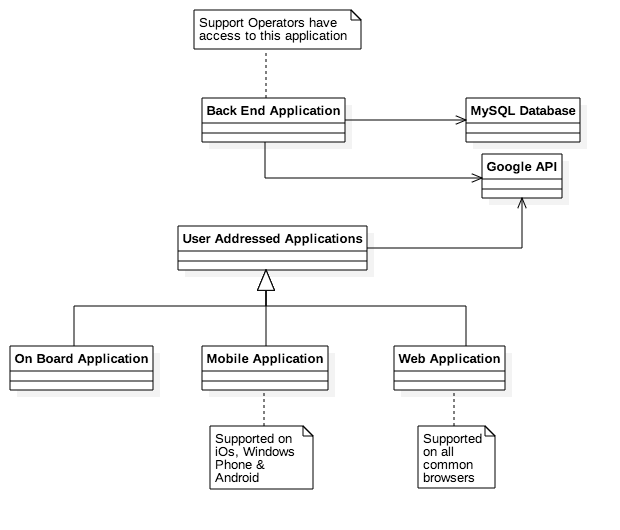 Support Operators have
access to this application
Back End Application
MySQL Database
Google API
User Addressed Applications
On Board Application
Mobile Application
Web Application
Supported on
iOs, Windows
Phone &
Android
Supported
on all
common
browsers